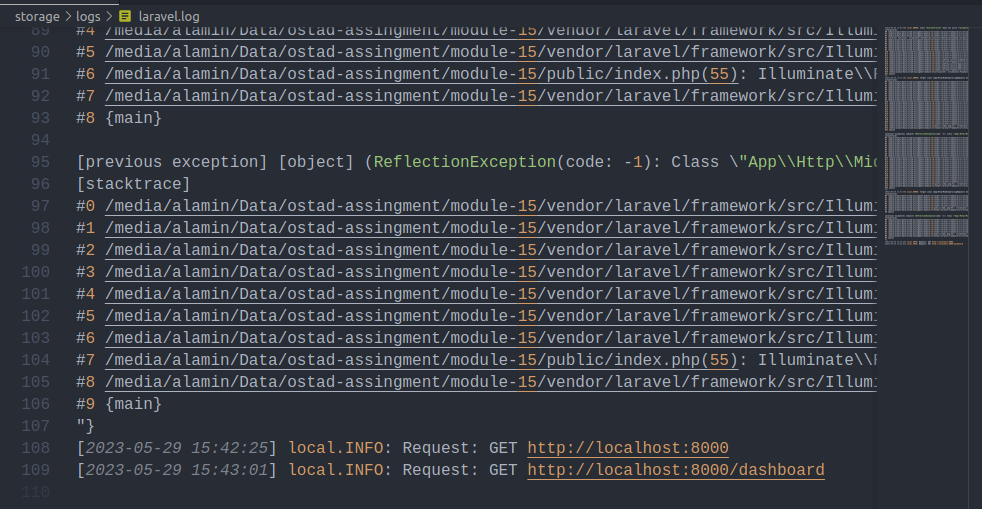 storage > logs > laravel.log
89 #4 /media/alamin/Data/ostad-assingment/module-15/vendor/laravel/framework/src/Illumi
90 #5 /media/alamin/Data/ostad-assingment/module-15/vendor/laravel/framework/src/Illumi
91 #6 /media/alamin/Data/ostad-assingment/module-15/public/index.php(55): Illuminate\\F
92 #7 /media/alamin/Data/ostad-assingment/module-15/vendor/laravel/framework/src/Illumi
93 #8 {main}
94
95 [previous exception] [object] (ReflectionException(code: -1): Class \"App\\Http\\Mid
96 [stacktrace]
97 #0 /media/alamin/Data/ostad-assingment/module-15/vendor/laravel/framework/src/Illumi
98 #1 /media/alamin/Data/ostad-assingment/module-15/vendor/laravel/framework/src/Illumi
99 #2 /media/alamin/Data/ostad-assingment/module-15/vendor/laravel/framework/src/Illumi
100 #3 /media/alamin/Data/ostad-assingment/module-15/vendor/laravel/framework/src/Illumi
101 #4 /media/alamin/Data/ostad-assingment/module-15/vendor/laravel/framework/src/Illumi
102 #5 /media/alamin/Data/ostad-assingment/module-15/vendor/laravel/framework/src/Illumi
103 #6 /media/alamin/Data/ostad-assingment/module-15/vendor/laravel/framework/src/Illumi
104 #7 /media/alamin/Data/ostad-assingment/module-15/public/index.php(55): Illuminate\\F
105 #8 /media/alamin/Data/ostad-assingment/module-15/vendor/laravel/framework/src/Illumi
106 #9 {main}
107 "}
108 [2023-05-29 15:42:25] local.INFO: Request: GET http://localhost:8000
109 [2023-05-29 15:43:01] local.INFO: Request: GET http://localhost:8000/dashboard
110